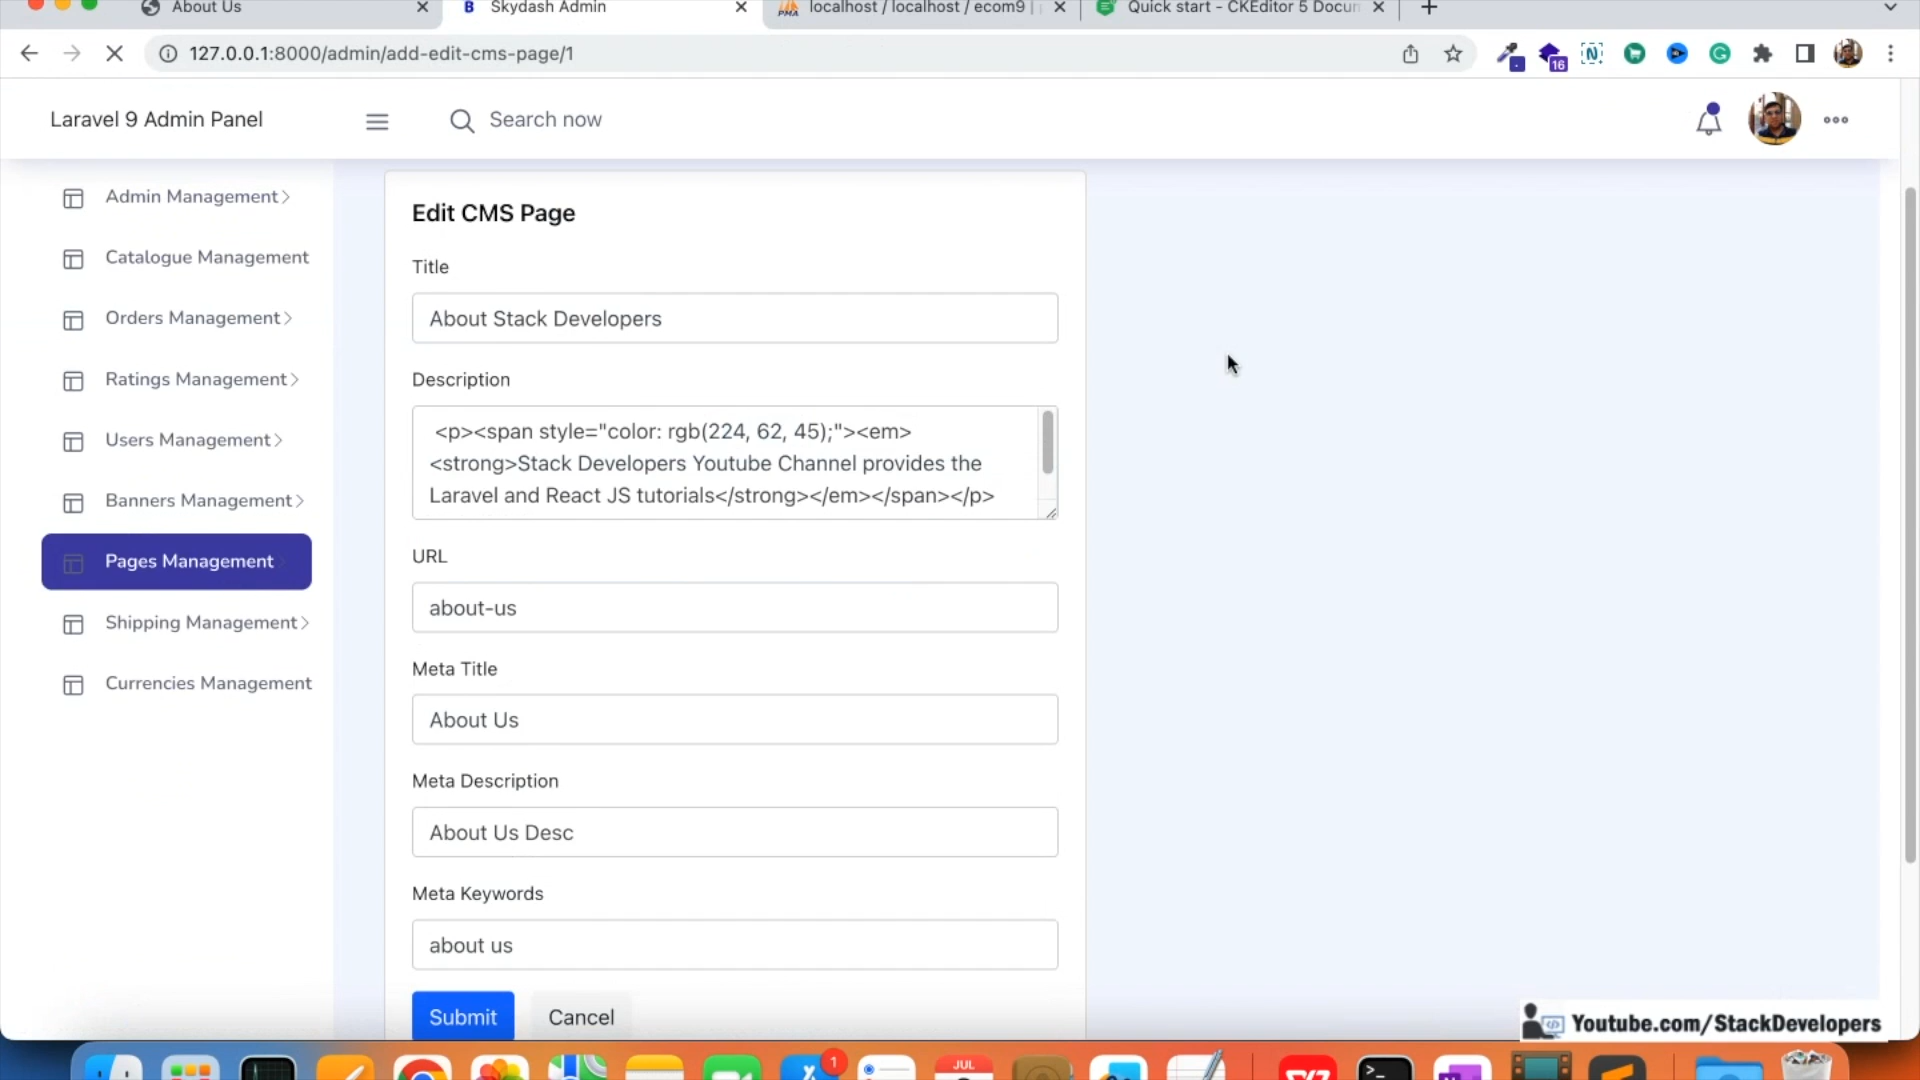 About Us
Skydash Admin
localhost / localhost / ecom9 |
Quick start - CKEditor 5 Docum
127.0.0.1:8000/admin/add-edit-cms-page/1
16
Laravel 9 Admin Panel
Search now
Admin Management
Catalogue Management
Orders Management
Ratings Management
Users Management
Banners Management
Pages Management
Shipping Management
Currencies Management
Edit CMS Page
Title
About Stack Developers
Description
<p><span style="color: rgb(224, 62, 45);"><em>
<strong>Stack Developers Youtube Channel provides the
Laravel and React JS tutorials</strong></em></span></p>
URL
about-us
Meta Title
About Us
Meta Description
About Us Desc
Meta Keywords
about us
Submit
Cancel
Youtube.com/StackDevelopers
1
JUL